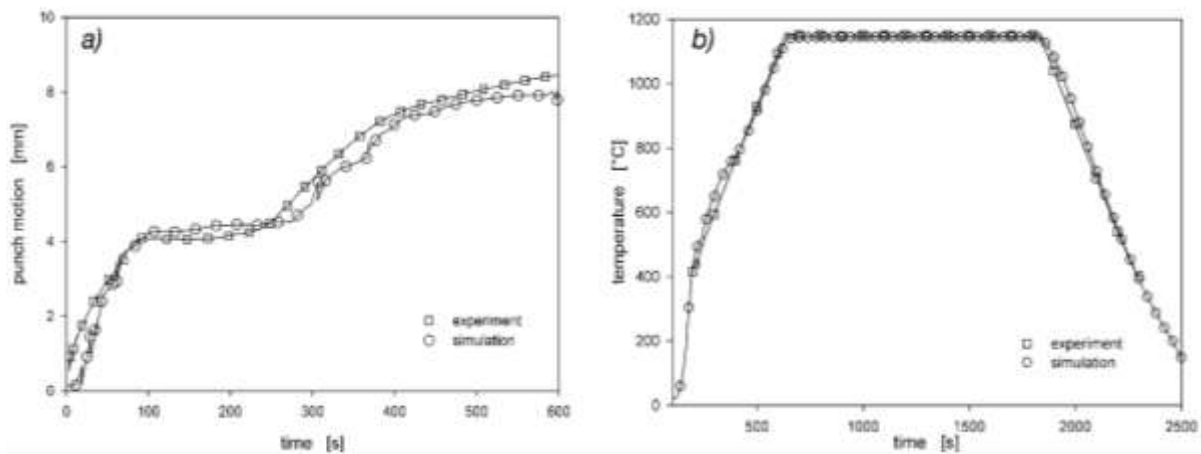 a)
10
8
6
4
2
0
punch motion [mm]
experiment
simulation
0 100 200 300 400 500 600
time [s]
b)
1200
1000
800
600
400
200
0
temperature [°C]
experiment
simulation
500 1000 1500 2000 2500
time [s]